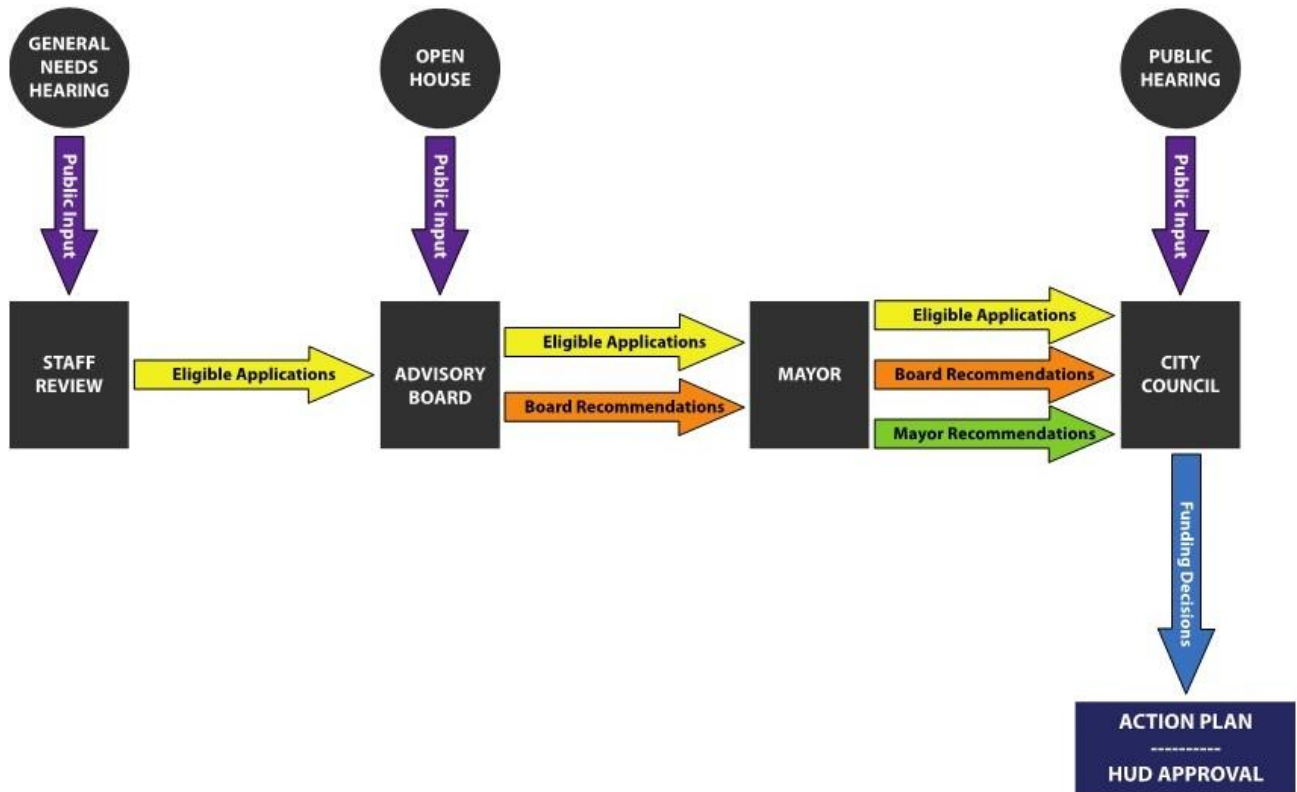 GENERAL
NEEDS
HEARING
OPEN
HOUSE
PUBLIC
HEARING
Public Input
Public Input
Public Input
STAFF
REVIEW
Eligible Applications
ADVISORY
BOARD
Eligible Applications
Board Recommendations
MAYOR
Eligible Applications
Board Recommendations
Mayor Recommendations
CITY
COUNCIL
Funding Decisions
ACTION PLAN
----------
HUD APPROVAL